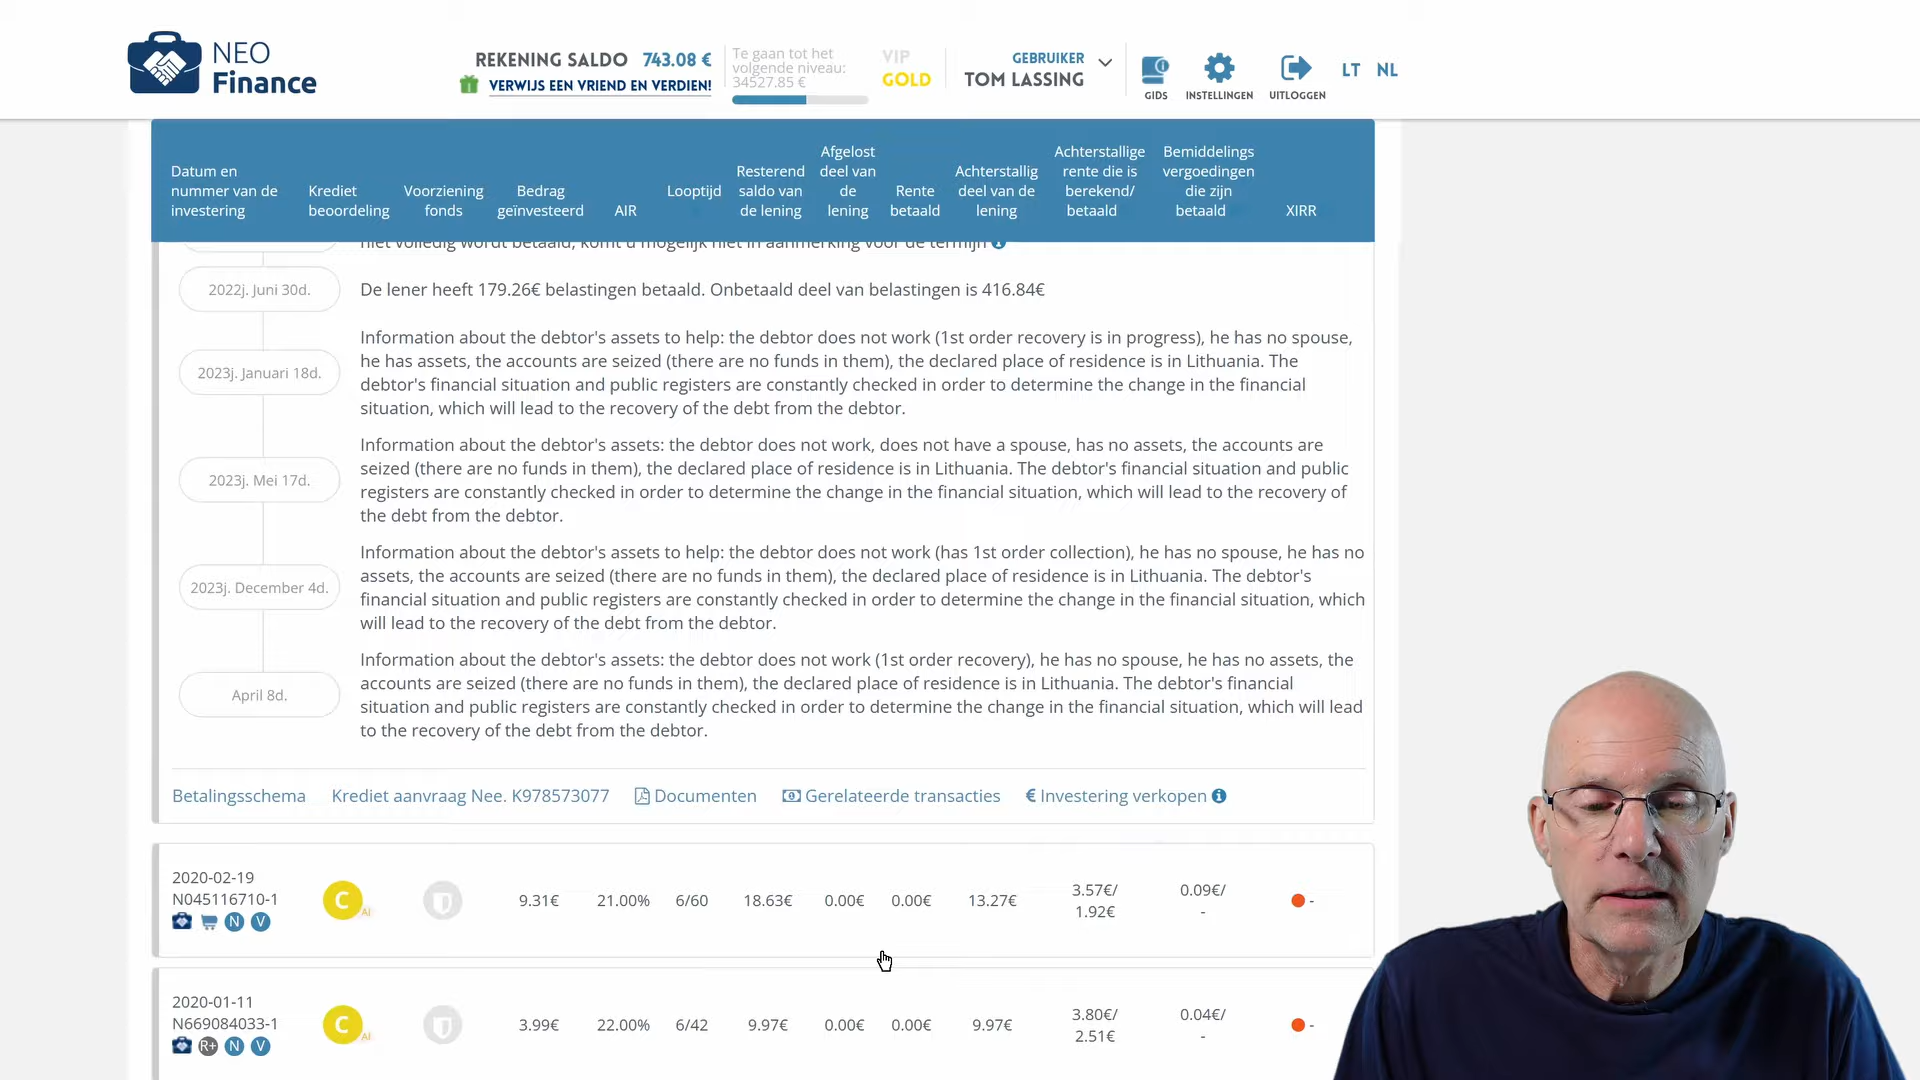 NEO
Finance
REKENING SALDO 743.08 €
VERWIJS EEN VRIEND EN VERDIEN!
Te gaan tot het
volgende niveau:
34527.85 €
VIP
GOLD
GEBRUIKER
TOM LASSING
GIDS
INSTELLINGEN
UITLOGGEN
LT NL
Datum en
nummer van de
investering
Krediet
beoordeling
Voorziening
fonds
Bedrag
geïnvesteerd
AIR
Looptijd
Resterend
saldo van
de lening
Afgelost
deel van
de
lening
Rente
betaald
Achterstallig
deel van de
lening
Achterstallige
rente die is
berekend/
betaald
Bemiddelings
vergoedingen
die zijn
betaald
XIRR
niet volledig wordt betaald, komt u mogelijk niet in aanmerking voor de termijn
2022j. Juni 30d.
De lener heeft 179.26€ belastingen betaald. Onbetaald deel van belastingen is 416.84€
2023j. Januari 18d.
Information about the debtor's assets to help: the debtor does not work (1st order recovery is in progress), he has no spouse,
he has assets, the accounts are seized (there are no funds in them), the declared place of residence is in Lithuania. The
debtor's financial situation and public registers are constantly checked in order to determine the change in the financial
situation, which will lead to the recovery of the debt from the debtor.
2023j. Mei 17d.
Information about the debtor's assets: the debtor does not work, does not have a spouse, has no assets, the accounts are
seized (there are no funds in them), the declared place of residence is in Lithuania. The debtor's financial situation and public
registers are constantly checked in order to determine the change in the financial situation, which will lead to the recovery of
the debt from the debtor.
2023j. December 4d.
Information about the debtor's assets to help: the debtor does not work (has 1st order collection), he has no spouse, he has no
assets, the accounts are seized (there are no funds in them), the declared place of residence is in Lithuania. The debtor's
financial situation and public registers are constantly checked in order to determine the change in the financial situation, which
will lead to the recovery of the debt from the debtor.
April 8d.
Information about the debtor's assets: the debtor does not work (1st order recovery), he has no spouse, he has no assets, the
accounts are seized (there are no funds in them), the declared place of residence is in Lithuania. The debtor's financial
situation and public registers are constantly checked in order to determine the change in the financial situation, which will lead
to the recovery of the debt from the debtor.
Betalingsschema Krediet aanvraag Nee. K978573077 Documenten Gerelateerde transacties € Investering verkopen
2020-02-19
N045116710-1
N V
C AI
9.31€ 21.00% 6/60 18.63€ 0.00€ 0.00€ 13.27€
3.57€/
1.92€
0.09€/
-
-
2020-01-11
N669084033-1
R+ N V
C AI
3.99€ 22.00% 6/42 9.97€ 0.00€ 0.00€ 9.97€
3.80€/
2.51€
0.04€/
-
-